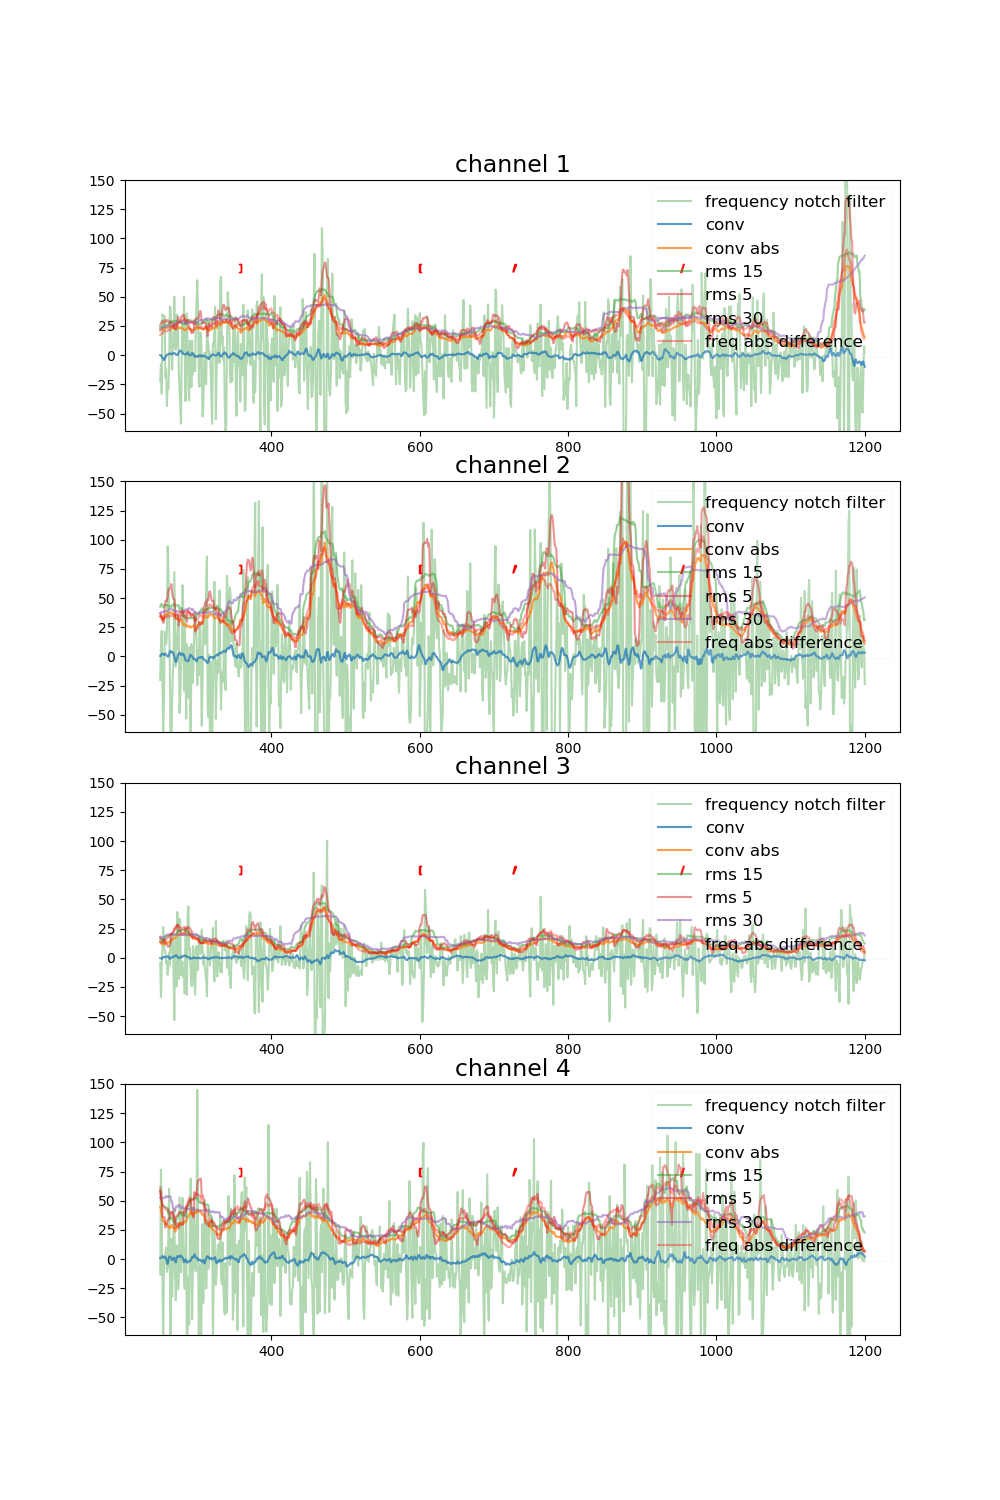 channel 1
150
125
100
75
50
25
0
−25
−50
] [ / /
frequency notch filter
conv
conv abs
rms 15
rms 5
rms 30
freq abs difference
400 600 800 1000 1200
channel 2
150
125
100
75
50
25
0
−25
−50
] [ / /
frequency notch filter
conv
conv abs
rms 15
rms 5
rms 30
freq abs difference
400 600 800 1000 1200
channel 3
150
125
100
75
50
25
0
−25
−50
] [ / /
frequency notch filter
conv
conv abs
rms 15
rms 5
rms 30
freq abs difference
400 600 800 1000 1200
channel 4
150
125
100
75
50
25
0
−25
−50
] [ / /
frequency notch filter
conv
conv abs
rms 15
rms 5
rms 30
freq abs difference
400 600 800 1000 1200